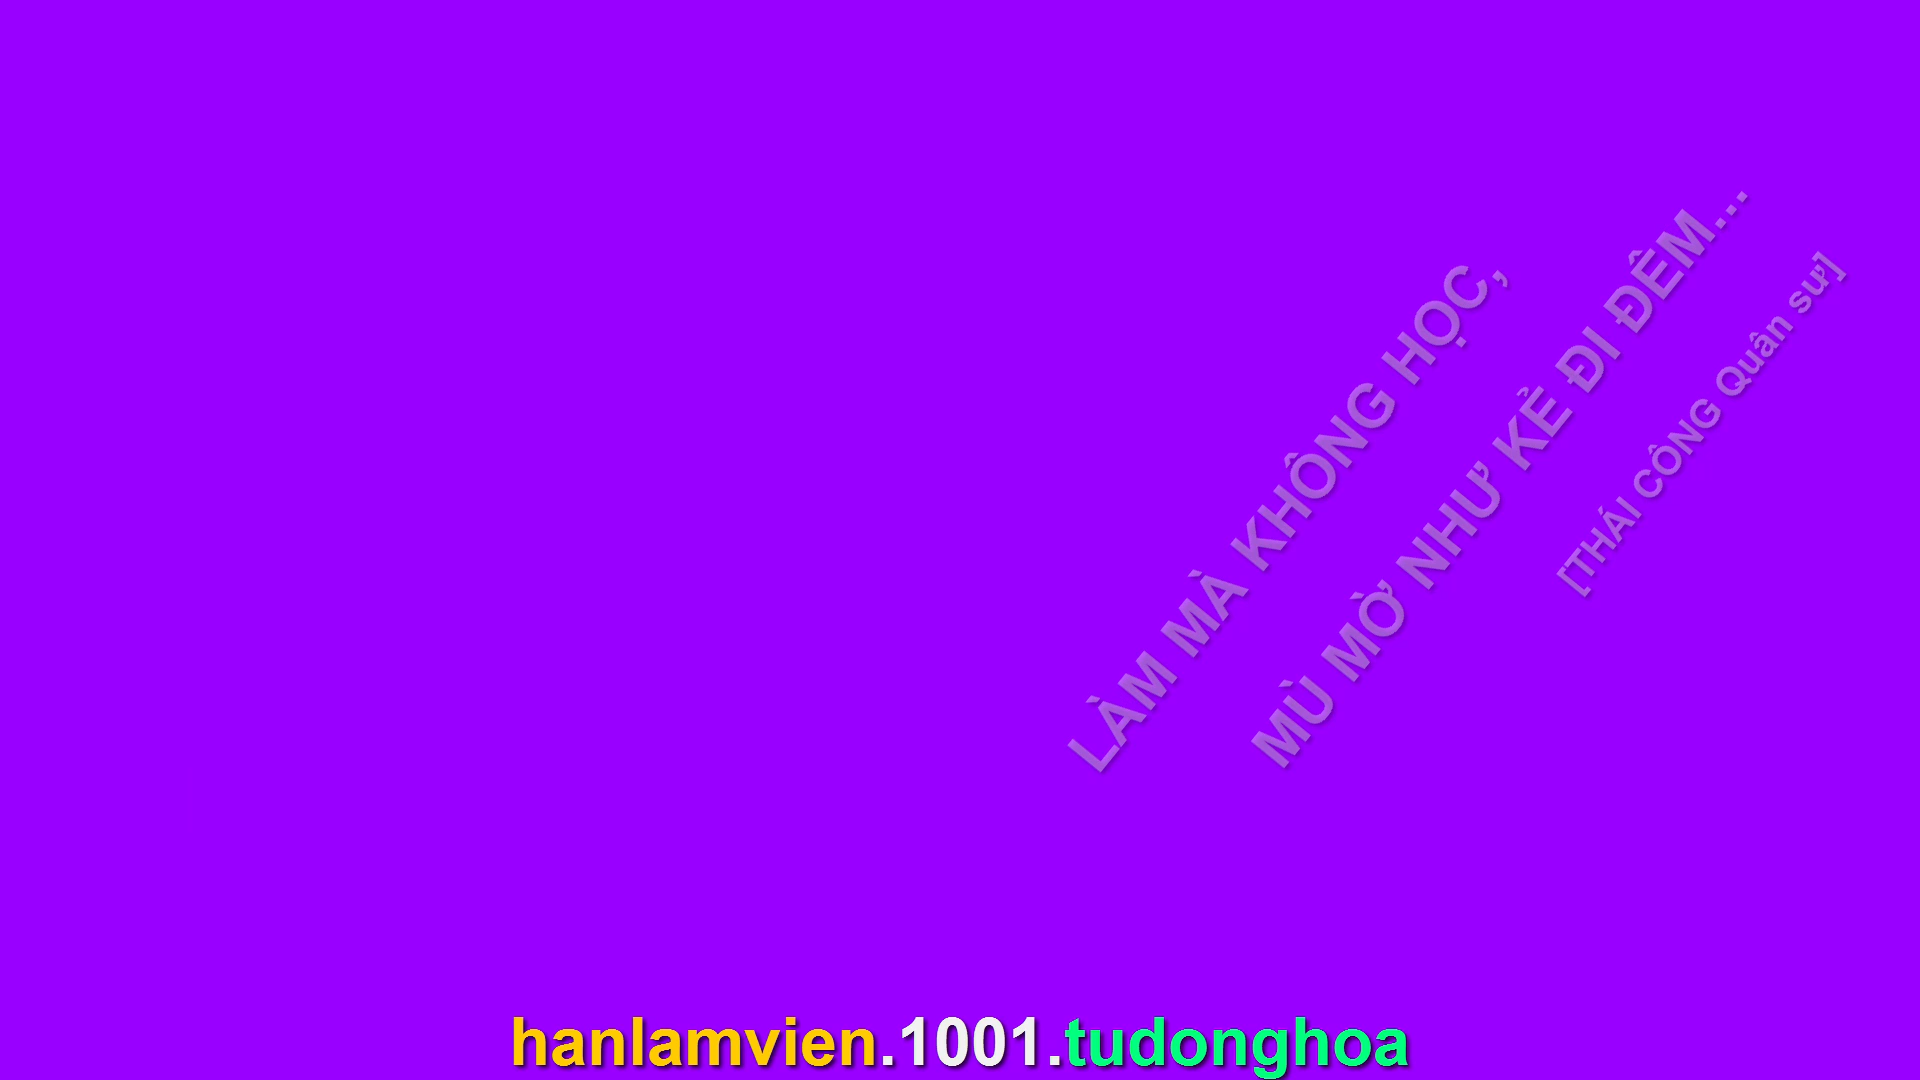 LÀM MÀ KHÔNG HỌC,
MÙ MỜ NHƯ KẺ ĐI ĐÊM...
[THÁI CÔNG Quân sư]
hanlamvien.1001.tudonghoa